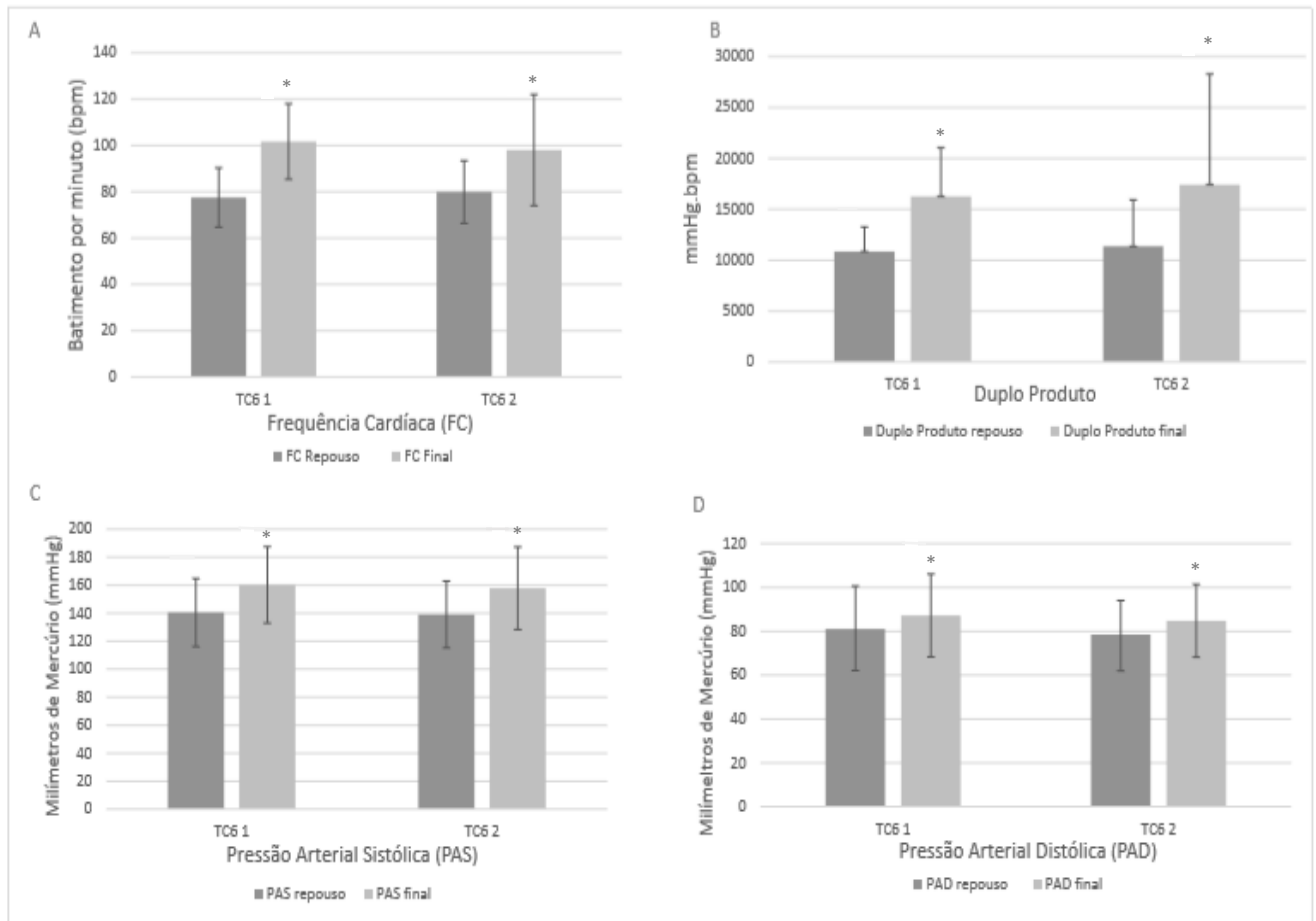 A
Batimento por minuto (bpm)
140
120
100
80
60
40
20
0
*
*
TC6 1
TC6 2
Frequência Cardíaca (FC)
FC Repouso
FC Final
B
mmHg.bpm
30000
25000
20000
15000
10000
5000
0
*
*
TC6 1
TC6 2
Duplo Produto
Duplo Produto repouso
Duplo Produto final
C
Milímetros de Mercúrio (mmHg)
200
180
160
140
120
100
80
60
40
20
0
*
*
TC6 1
TC6 2
Pressão Arterial Sistólica (PAS)
PAS repouso
PAS final
D
Milímeltros de Mercúrio (mmHg)
120
100
80
60
40
20
0
*
*
TC6 1
TC6 2
Pressão Arterial Distólica (PAD)
PAD repouso
PAD final